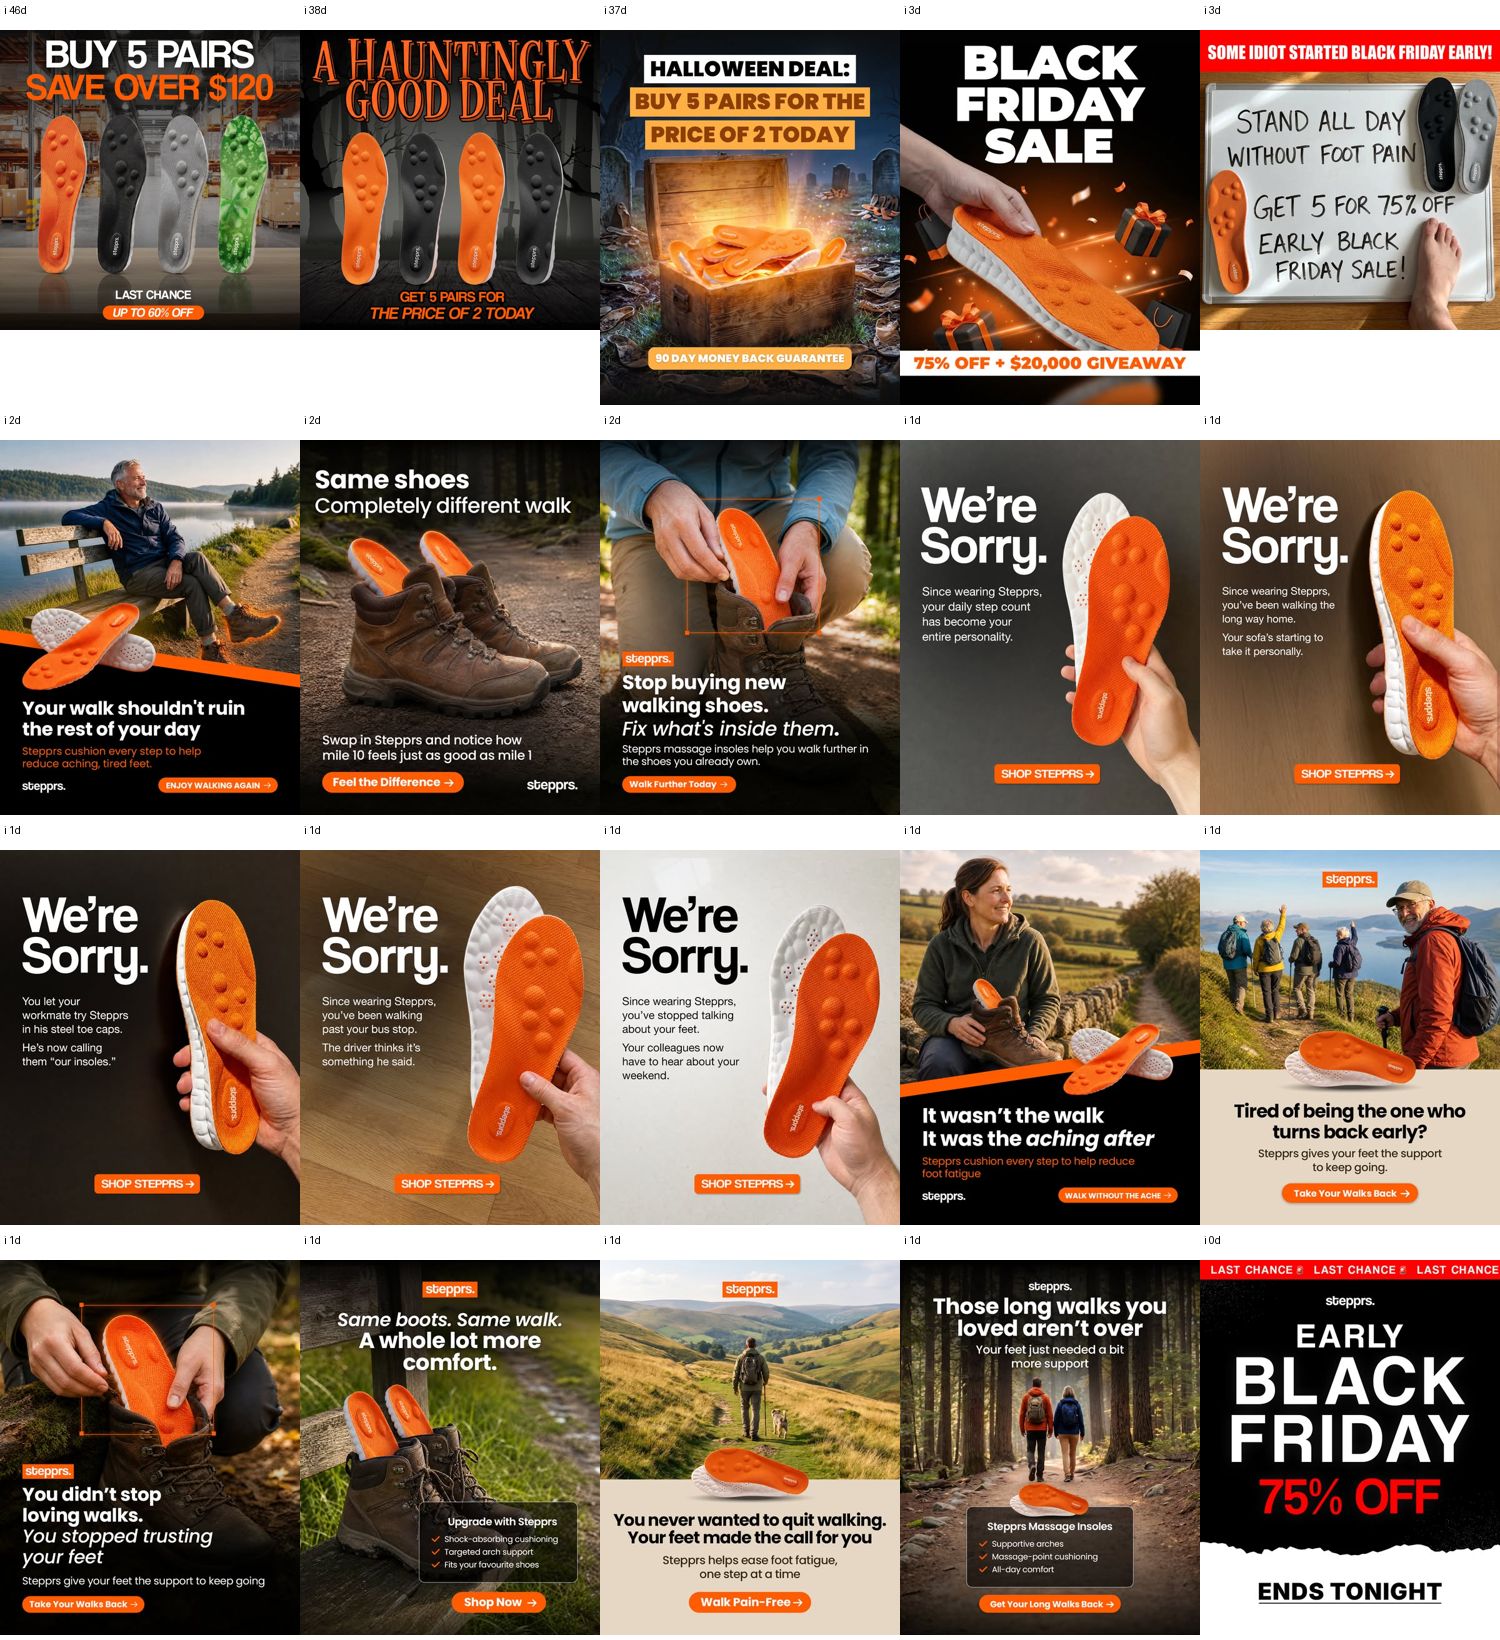 i 46d
BUY 5 PAIRS
SAVE OVER $120
stepprs.
stepprs.
stepprs.
stepprs.
LAST CHANCE
UP TO 60% OFF
i 38d
A HAUNTINGLY
GOOD DEAL
stepprs.
stepprs.
stepprs.
stepprs.
GET 5 PAIRS FOR
THE PRICE OF 2 TODAY
i 37d
HALLOWEEN DEAL:
BUY 5 PAIRS FOR THE
PRICE OF 2 TODAY
90 DAY MONEY BACK GUARANTEE
i 3d
BLACK
FRIDAY
SALE
stepprs.
75% OFF + $20,000 GIVEAWAY
i 3d
SOME IDIOT STARTED BLACK FRIDAY EARLY!
STAND ALL DAY
WITHOUT FOOT PAIN
stepprs.
stepprs.
GET 5 FOR 75% OFF
EARLY BLACK
FRIDAY SALE!
i 2d
Your walk shouldn't ruin
the rest of your day
Stepprs cushion every step to help
reduce aching, tired feet.
stepprs.
ENJOY WALKING AGAIN →
i 2d
Same shoes
Completely different walk
Swap in Stepprs and notice how
mile 10 feels just as good as mile 1
Feel the Difference →
stepprs.
i 2d
stepprs.
stepprs.
Stop buying new
walking shoes.
Fix what's inside them.
Stepprs massage insoles help you walk further in
the shoes you already own.
Walk Further Today →
i 1d
We're
Sorry.
Since wearing Stepprs,
your daily step count
has become your
entire personality.
stepprs.
SHOP STEPPRS →
i 1d
We're
Sorry.
Since wearing Stepprs,
you've been walking the
long way home.
Your sofa's starting to
take it personally.
stepprs.
SHOP STEPPRS →
i 1d
We're
Sorry.
You let your
workmate try Stepprs
in his steel toe caps.
He's now calling
them "our insoles."
stepprs.
SHOP STEPPRS →
i 1d
We're
Sorry.
Since wearing Stepprs,
you've been walking
past your bus stop.
The driver thinks it's
something he said.
stepprs.
SHOP STEPPRS →
i 1d
We're
Sorry.
Since wearing Stepprs,
you've stopped talking
about your feet.
Your colleagues now
have to hear about your
weekend.
stepprs.
SHOP STEPPRS →
i 1d
It wasn't the walk
It was the aching after
Stepprs cushion every step to help reduce
foot fatigue
stepprs.
WALK WITHOUT THE ACHE →
i 1d
stepprs.
Tired of being the one who
turns back early?
Stepprs gives your feet the support
to keep going.
Take Your Walks Back →
i 1d
stepprs.
stepprs.
You didn't stop
loving walks.
You stopped trusting
your feet
Stepprs give your feet the support to keep going
Take Your Walks Back →
i 1d
stepprs.
Same boots. Same walk.
A whole lot more
comfort.
Upgrade with Stepprs
✓ Shock-absorbing cushioning
✓ Targeted arch support
✓ Fits your favourite shoes
Shop Now →
i 1d
stepprs.
You never wanted to quit walking.
Your feet made the call for you
Stepprs helps ease foot fatigue,
one step at a time
Walk Pain-Free →
i 1d
stepprs.
Those long walks you
loved aren't over
Your feet just needed a bit
more support
Stepprs Massage Insoles
✓ Supportive arches
✓ Massage-point cushioning
✓ All-day comfort
Get Your Long Walks Back →
i 0d
LAST CHANCE LAST CHANCE LAST CHANCE
stepprs.
EARLY
BLACK
FRIDAY
75% OFF
ENDS TONIGHT